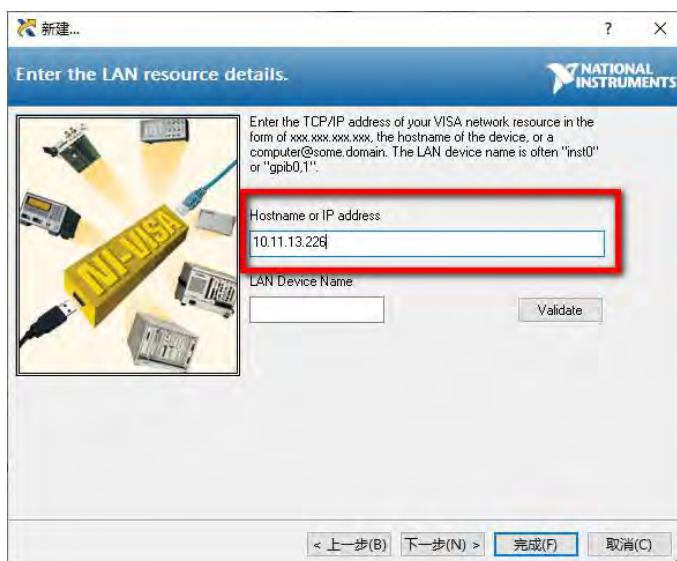 新建...
? ×
Enter the LAN resource details.
NATIONAL
INSTRUMENTS
Enter the TCP/IP address of your VISA network resource in the
form of xxx.xxx.xxx.xxx, the hostname of the device, or a
computer@some.domain. The LAN device name is often "inst0"
or "gpib0,1".
Hostname or IP address
10.11.13.226
LAN Device Name
Validate
NI-VISA
< 上一步(B) 下一步(N) > 完成(F) 取消(C)